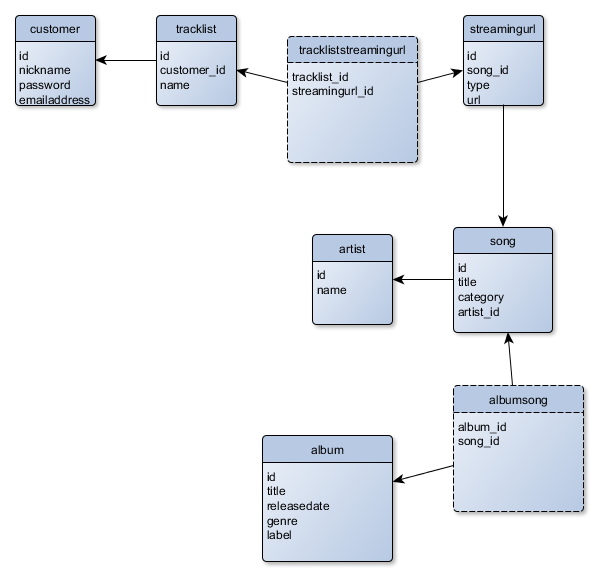 customer
id
nickname
password
emailaddress
tracklist
id
customer_id
name
trackliststreamingurl
tracklist_id
streamingurl_id
streamingurl
id
song_id
type
url
artist
id
name
song
id
title
category
artist_id
albumsong
album_id
song_id
album
id
title
releasedate
genre
label